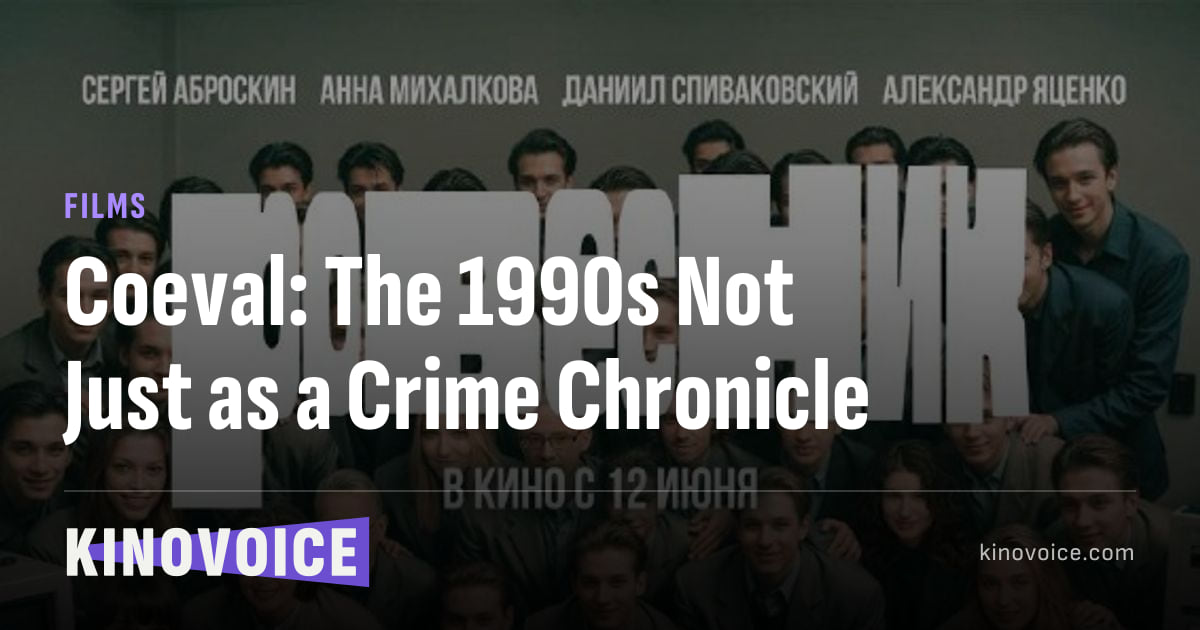 СЕРГЕЙ АБРОСКИН АННА МИХАЛКОВА ДАНИИЛ СПИВАКОВСКИЙ АЛЕКСАНДР ЯЦЕНКО
FILMS
Ровесник
Coeval: The 1990s Not
Just as a Crime Chronicle
В КИНО С 12 ИЮНЯ
KINOVOICE
kinovoice.com